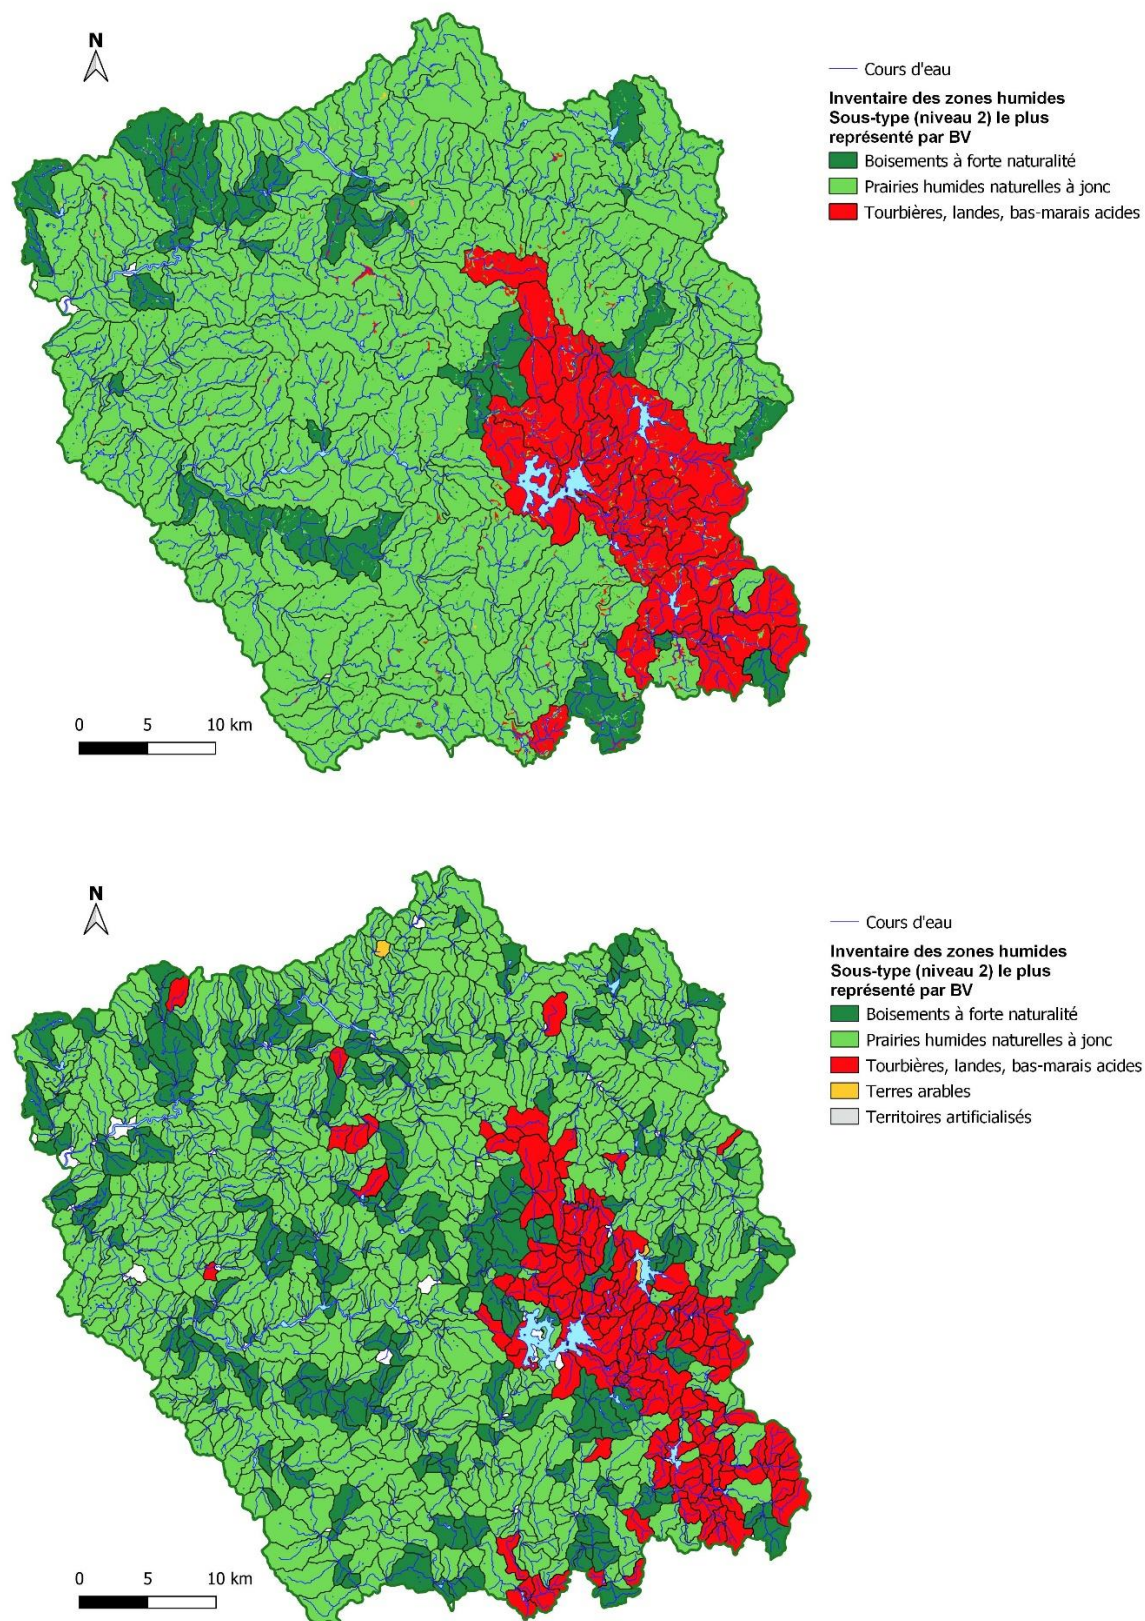 N
Cours d'eau
Inventaire des zones humides
Sous-type (niveau 2) le plus
représenté par BV
Boisements à forte naturalité
Prairies humides naturelles à jonc
Tourbières, landes, bas-marais acides
0 5 10 km
N
Cours d'eau
Inventaire des zones humides
Sous-type (niveau 2) le plus
représenté par BV
Boisements à forte naturalité
Prairies humides naturelles à jonc
Tourbières, landes, bas-marais acides
Terres arables
Territoires artificialisés
0 5 10 km